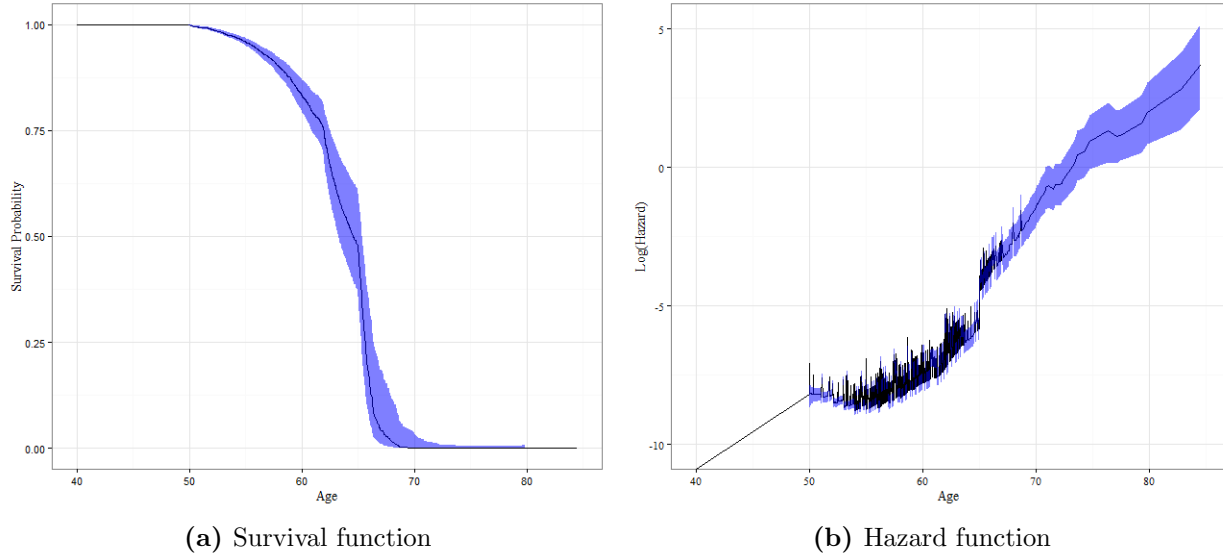 1.00
0.75
0.50
0.25
0.00
Survival Probability
40 50 60 70 80
Age
(a) Survival function
5
0
-5
-10
Log(Hazard)
40 50 60 70 80
Age
(b) Hazard function